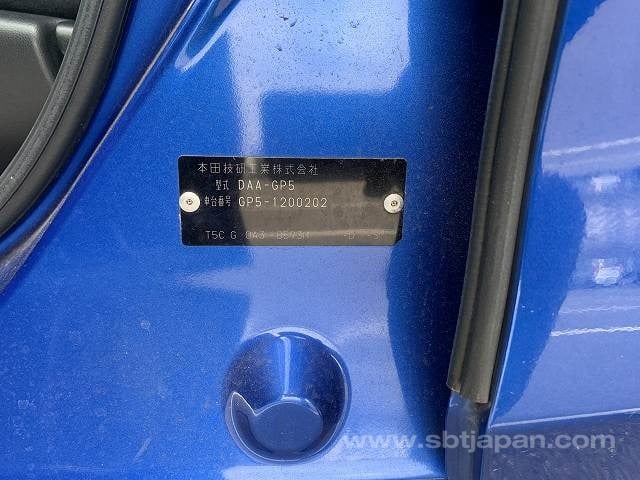 本田技研工業株式会社
型式 DAA-GP5
車台番号 GP5-1200202
T5C G
www.sbtjapan.com